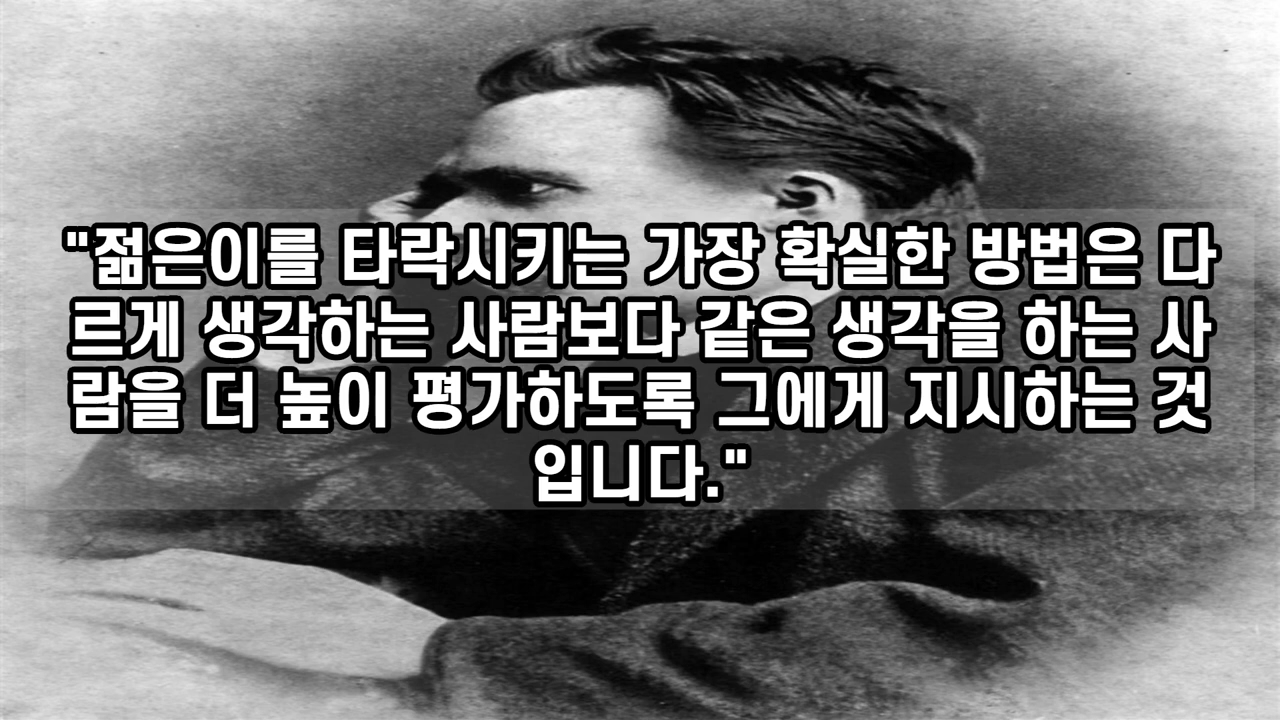 "젊은이를 타락시키는 가장 확실한 방법은 다
르게 생각하는 사람보다 같은 생각을 하는 사
람을 더 높이 평가하도록 그에게 지시하는 것
입니다."